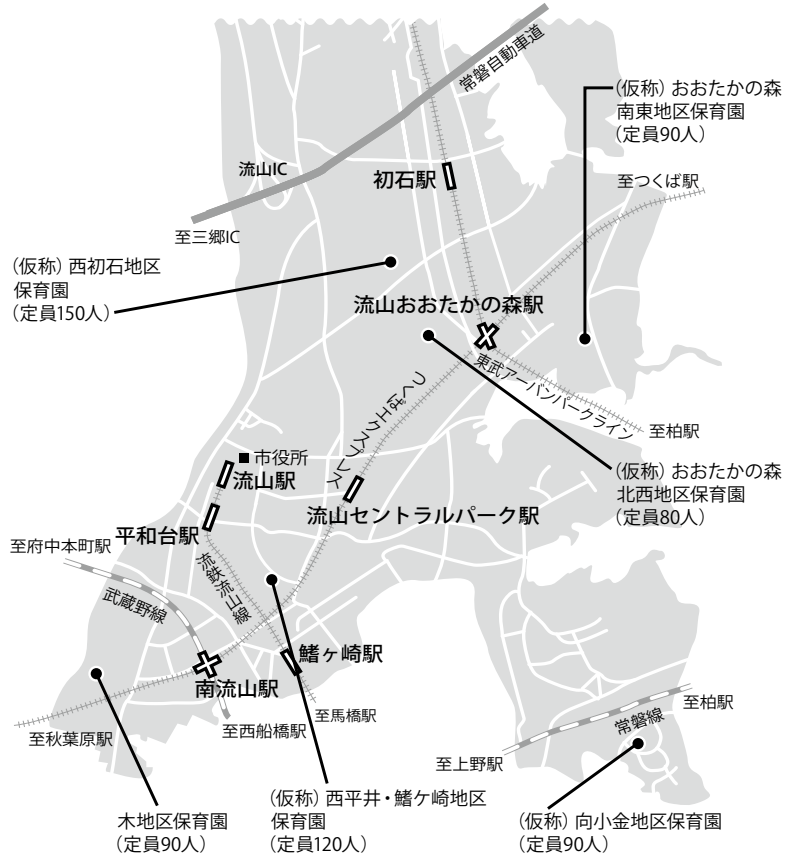 常磐自動車道
(仮称) おおたかの森
南東地区保育園
(定員90人)
流山IC
初石駅
至つくば駅
至三郷IC
(仮称) 西初石地区
保育園
(定員150人)
流山おおたかの森駅
東武アーバンパークライン
至柏駅
つくばエクスプレス
市役所
流山駅
(仮称) おおたかの森
北西地区保育園
(定員80人)
流山セントラルパーク駅
平和台駅
至府中本町駅
流鉄流山線
武蔵野線
鰭ヶ崎駅
南流山駅
至馬橋駅
至西船橋駅
至秋葉原駅
至柏駅
常磐線
至上野駅
木地区保育園
(定員90人)
(仮称) 西平井・鰭ケ崎地区
保育園
(定員120人)
(仮称) 向小金地区保育園
(定員90人)